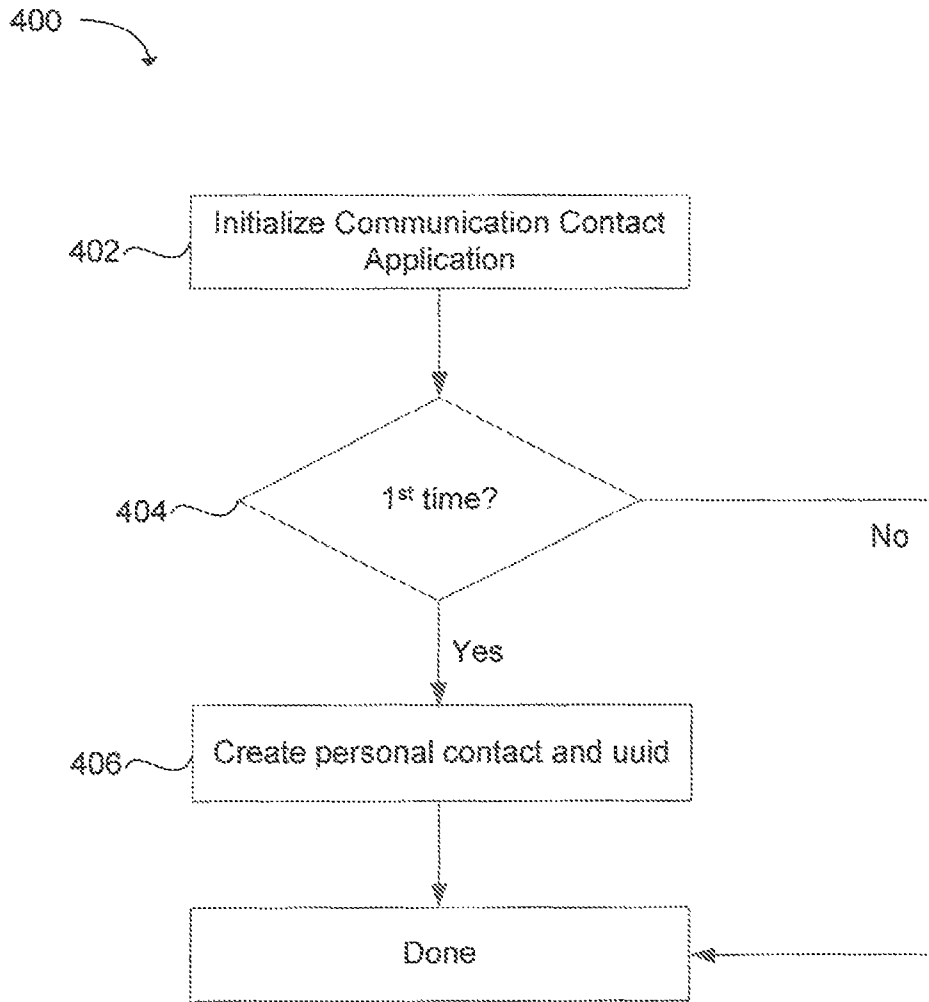 400
Initialize Communication Contact
Application
402
1st time?
404
No
Yes
Create personal contact and uuid
406
Done